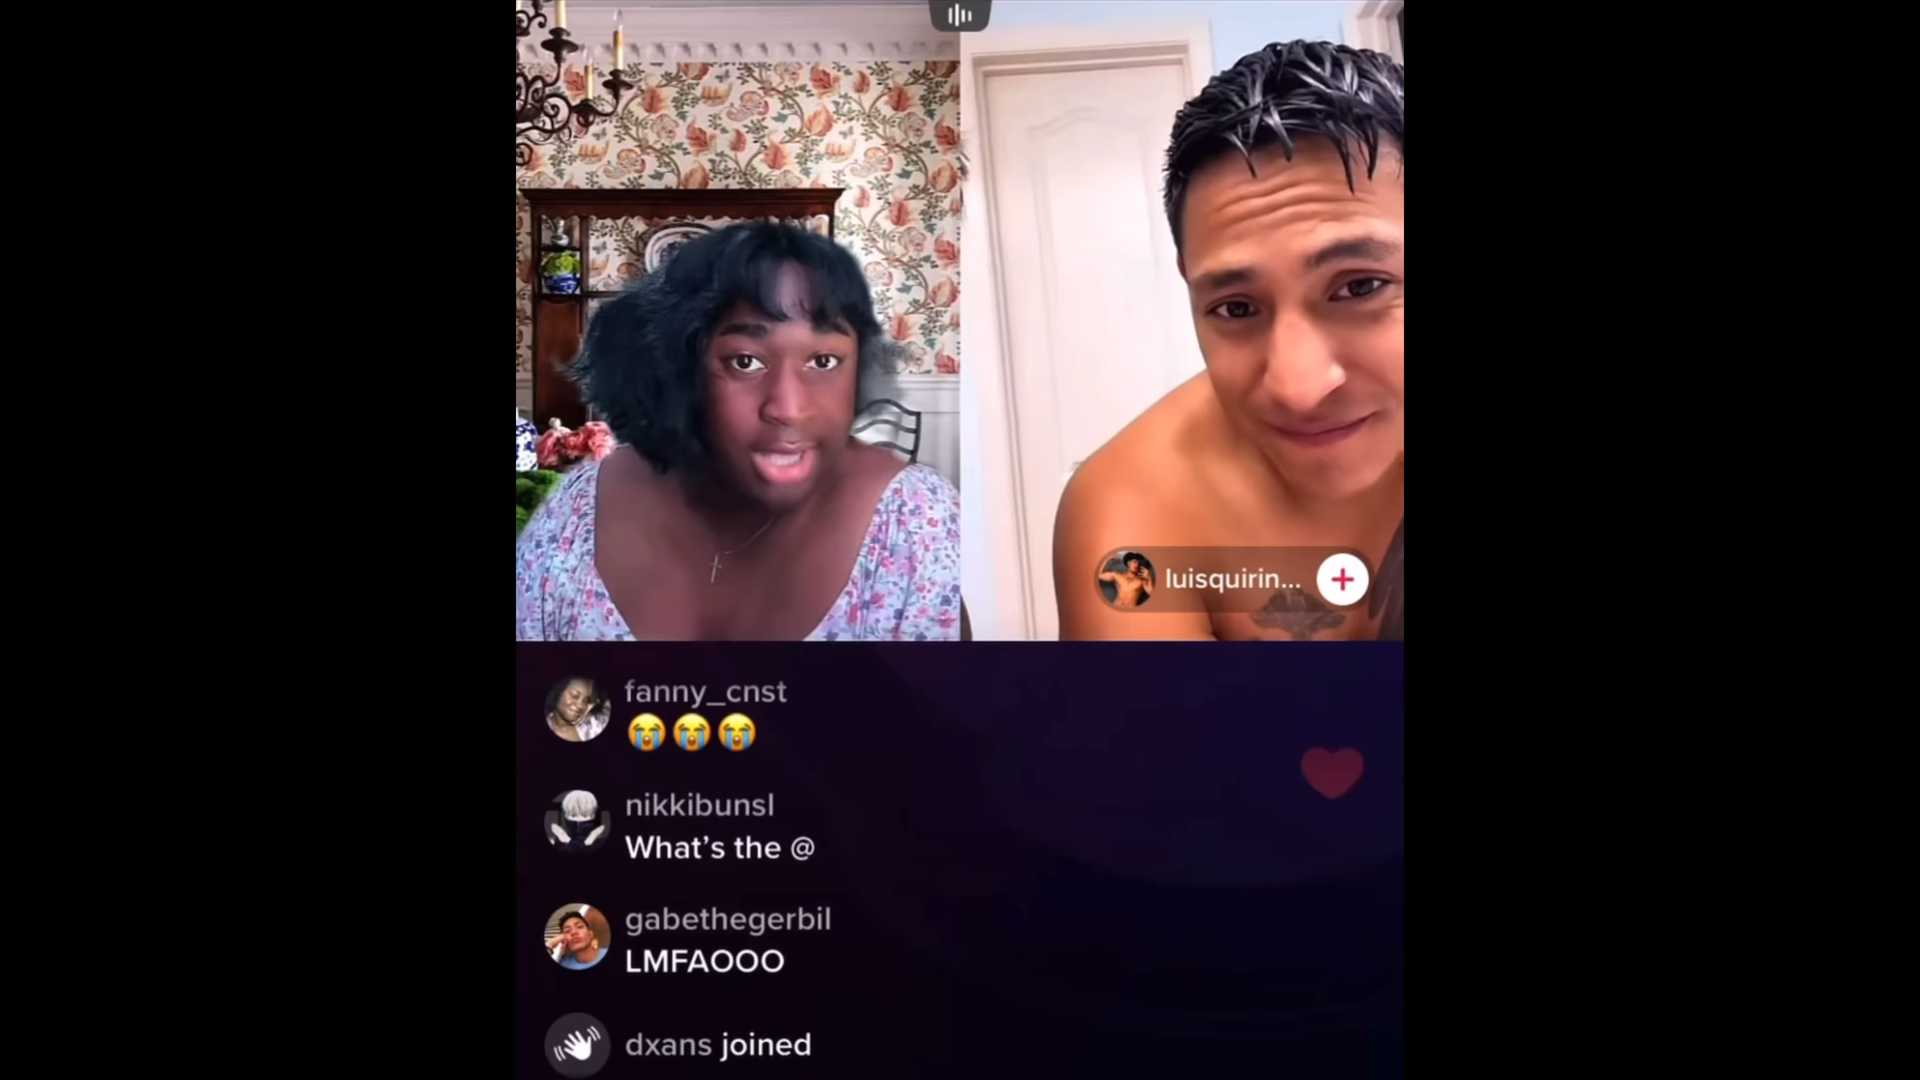 luisquirin...
fanny_cnst
😭😭😭
nikkibunsl
What’s the @
gabethegerbil
LMFAOOO
dxans joined